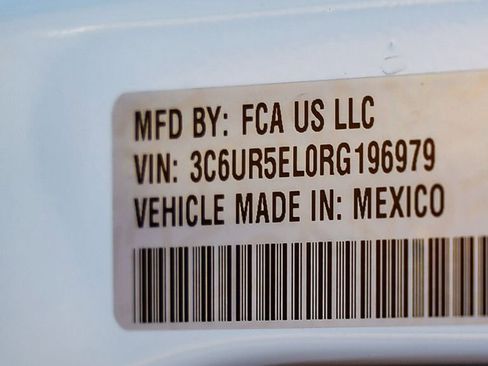 MFD BY: FCA US LLC
VIN: 3C6UR5EL0RG196979
VEHICLE MADE IN: MEXICO